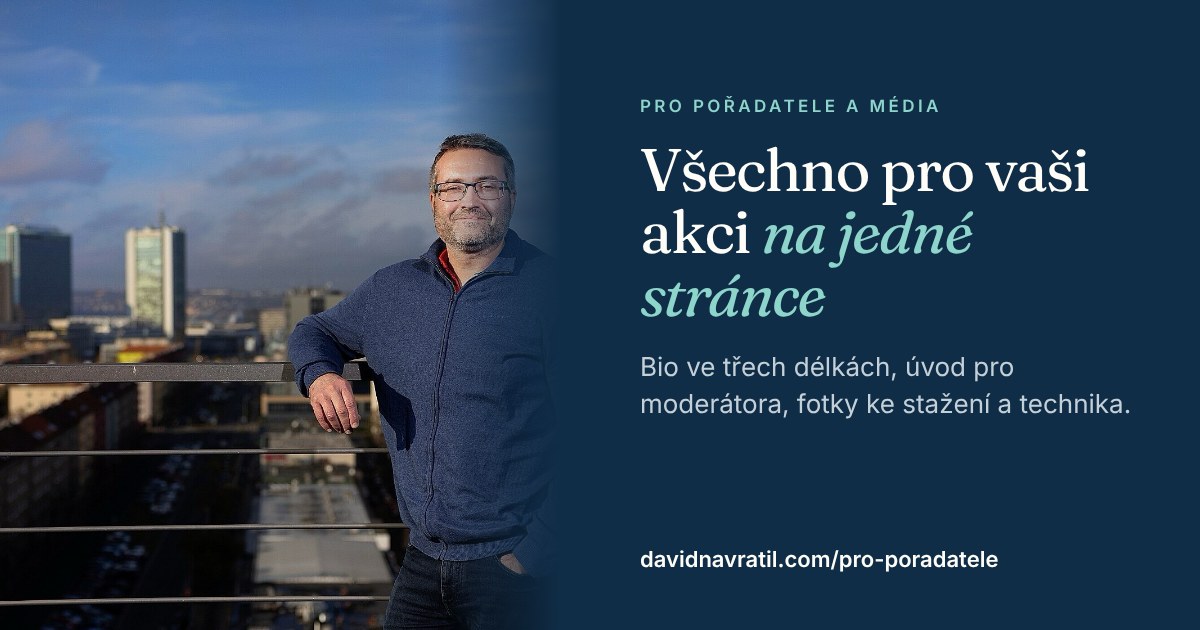 PRO POŘADATELE A MÉDIA
Všechno pro vaši
akci na jedné
stránce
Bio ve třech délkách, úvod pro
moderátora, fotky ke stažení a technika.
davidnavratil.com/pro-poradatele